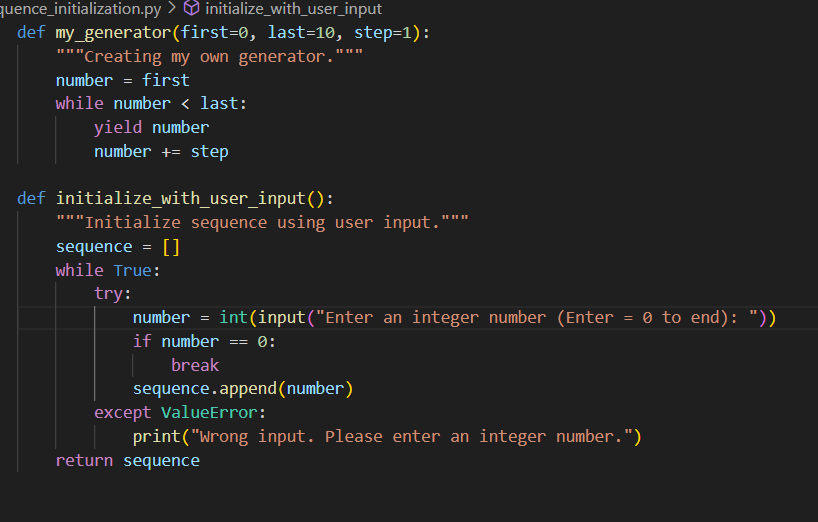 quence_initialization.py > initialize_with_user_input
def my_generator(first=0, last=10, step=1):
    """Creating my own generator."""
    number = first
    while number < last:
        yield number
        number += step

def initialize_with_user_input():
    """Initialize sequence using user input."""
    sequence = []
    while True:
        try:
            number = int(input("Enter an integer number (Enter = 0 to end): "))
            if number == 0:
                break
            sequence.append(number)
        except ValueError:
            print("Wrong input. Please enter an integer number.")
    return sequence